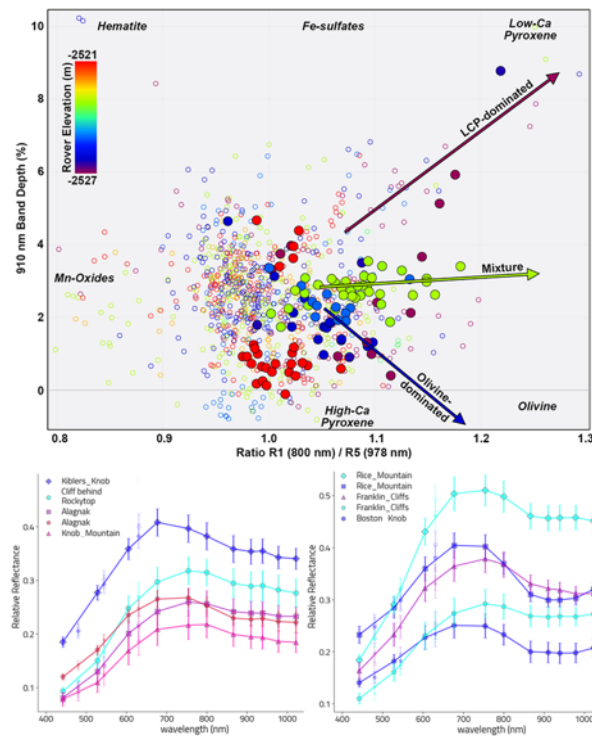 10
Hematite
Fe-sulfates
Low-Ca
Pyroxene
-2521
Rover Elevation (m)
-2527
8
6
4
2
0
910 nm Band Depth (%)
LCP-dominated
Mn-Oxides
Mixture
Olivine-
dominated
High-Ca
Pyroxene
Olivine
0.8
0.9
1.0
1.1
1.2
1.3
Ratio R1 (800 nm) / R5 (978 nm)
Kiblers_Knob
Cliff behind
Rockytop
Alagnak
Alagnak
Knob_Mountain
0.4
0.3
0.2
0.1
Relative Reflectance
400 500 600 700 800 900 1000
wavelength (nm)
Rice_Mountain
Rice_Mountain
Franklin_Cliffs
Franklin_Cliffs
Boston Knob
0.5
0.4
0.3
0.2
0.1
Relative Reflectance
400 500 600 700 800 900 1000
wavelength (nm)